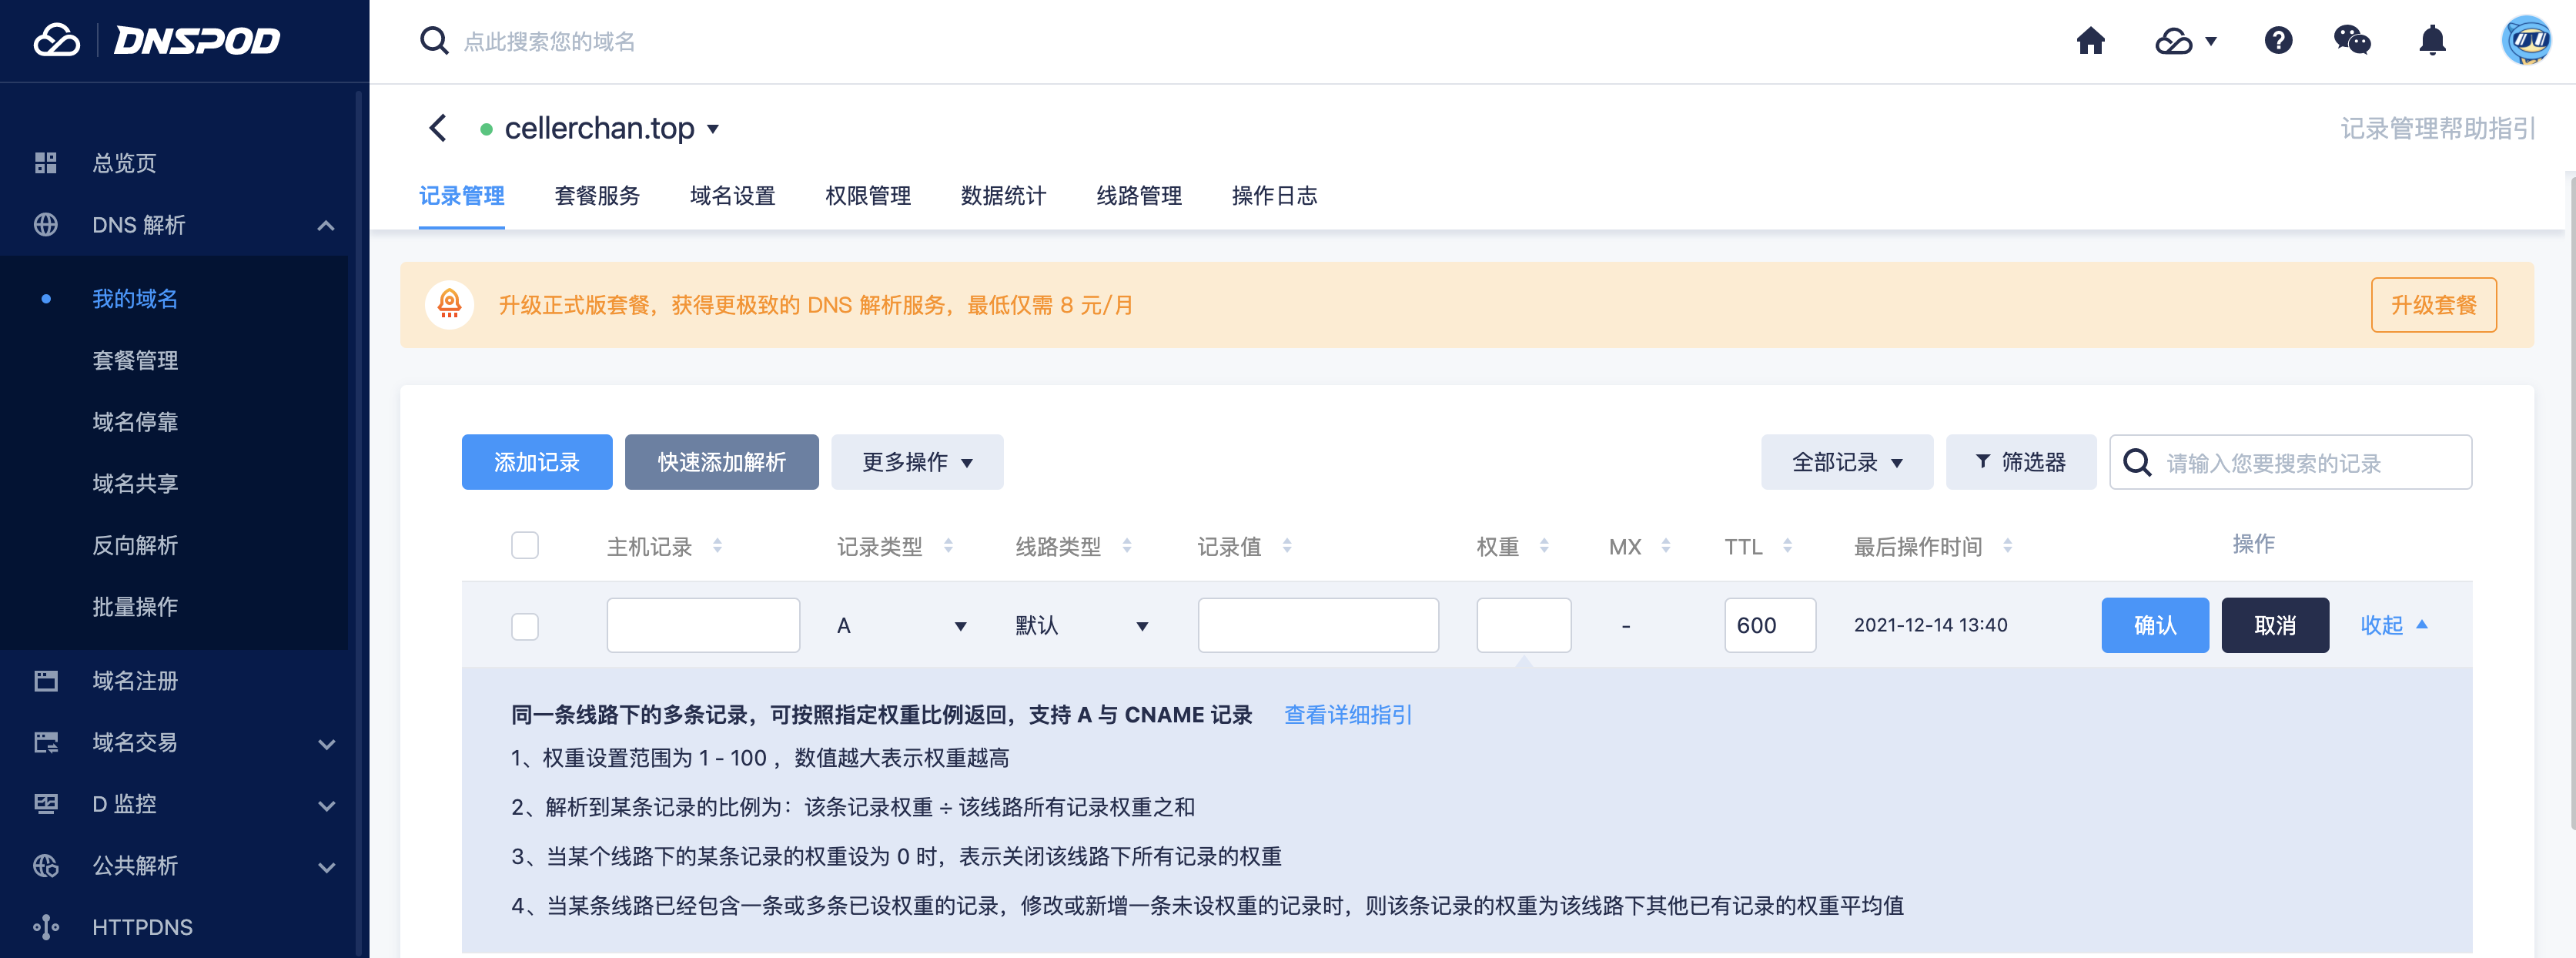 DNSPOD
点此搜索您的域名
cellerchan.top
记录管理帮助指引
总览页
DNS 解析
我的域名
套餐管理
域名停靠
域名共享
反向解析
批量操作
域名注册
域名交易
D 监控
公共解析
HTTPDNS
记录管理 套餐服务 域名设置 权限管理 数据统计 线路管理 操作日志
升级正式版套餐，获得更极致的 DNS 解析服务，最低仅需 8 元/月
升级套餐
添加记录 快速添加解析 更多操作 全部记录 筛选器 请输入您要搜索的记录
主机记录 记录类型 线路类型 记录值 权重 MX TTL 最后操作时间 操作
A 默认 - 600 2021-12-14 13:40 确认 取消 收起
同一条线路下的多条记录，可按照指定权重比例返回，支持 A 与 CNAME 记录 查看详细指引
1、权重设置范围为 1 - 100 ，数值越大表示权重越高
2、解析到某条记录的比例为：该条记录权重 ÷ 该线路所有记录权重之和
3、当某个线路下的某条记录的权重设为 0 时，表示关闭该线路下所有记录的权重
4、当某条线路已经包含一条或多条已设权重的记录，修改或新增一条未设权重的记录时，则该条记录的权重为该线路下其他已有记录的权重平均值